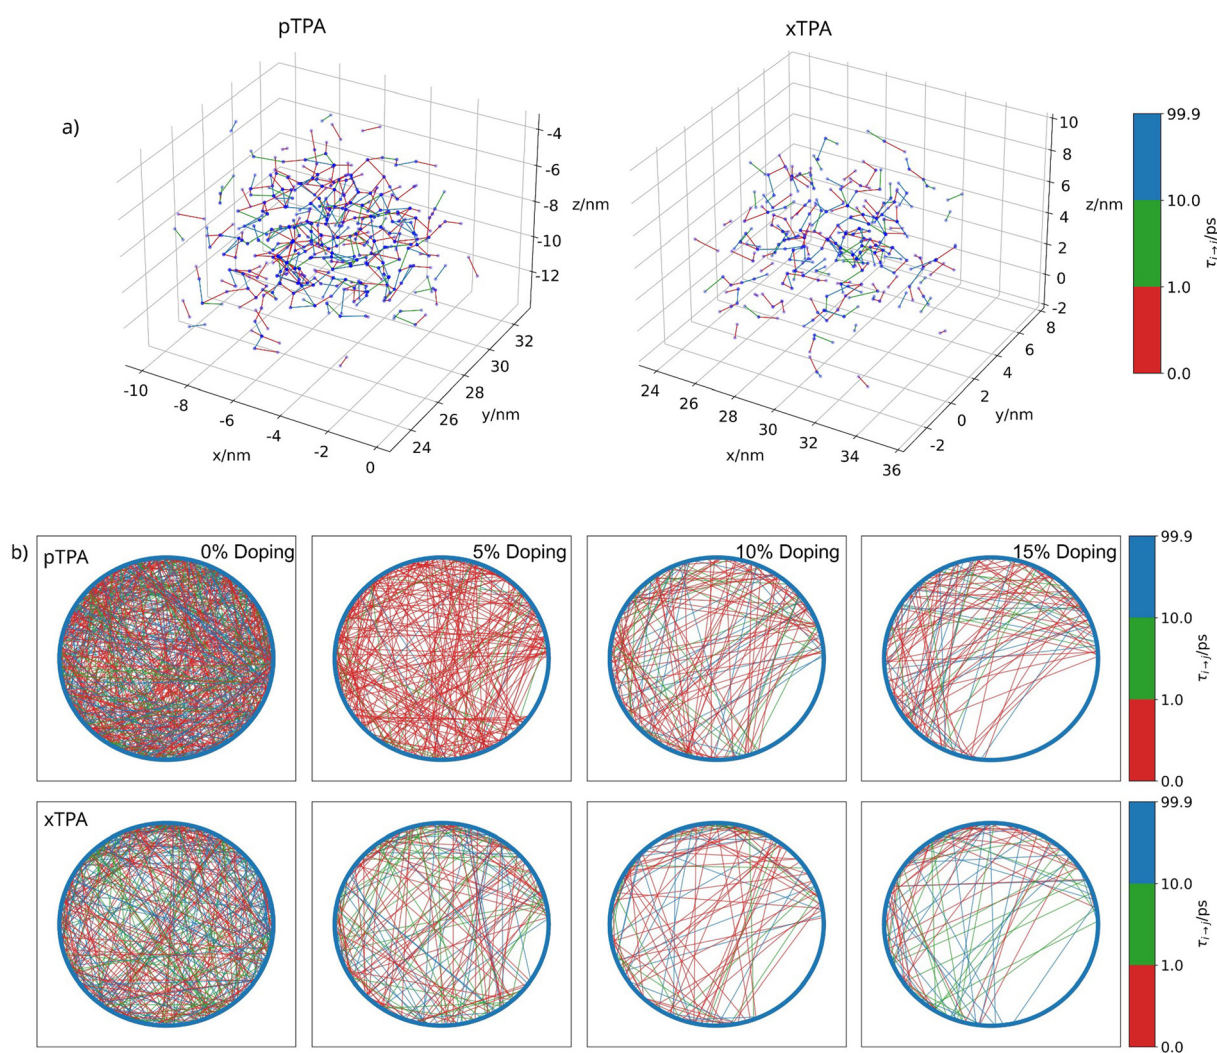 pTPA
xTPA
a)
-4
-6
-8
z/nm
-10
-12
32
30
28
y/nm
26
24
-10
-8
-6
-4
-2
0
x/nm
10
8
6
z/nm
4
2
0
-2
8
6
4
2
y/nm
0
-2
24
26
28
30
32
34
36
x/nm
99.9
10.0
1.0
0.0
τi→j/ps
b)
pTPA
0% Doping
5% Doping
10% Doping
15% Doping
99.9
10.0
1.0
0.0
τi→j/ps
xTPA
99.9
10.0
1.0
0.0
τi→j/ps